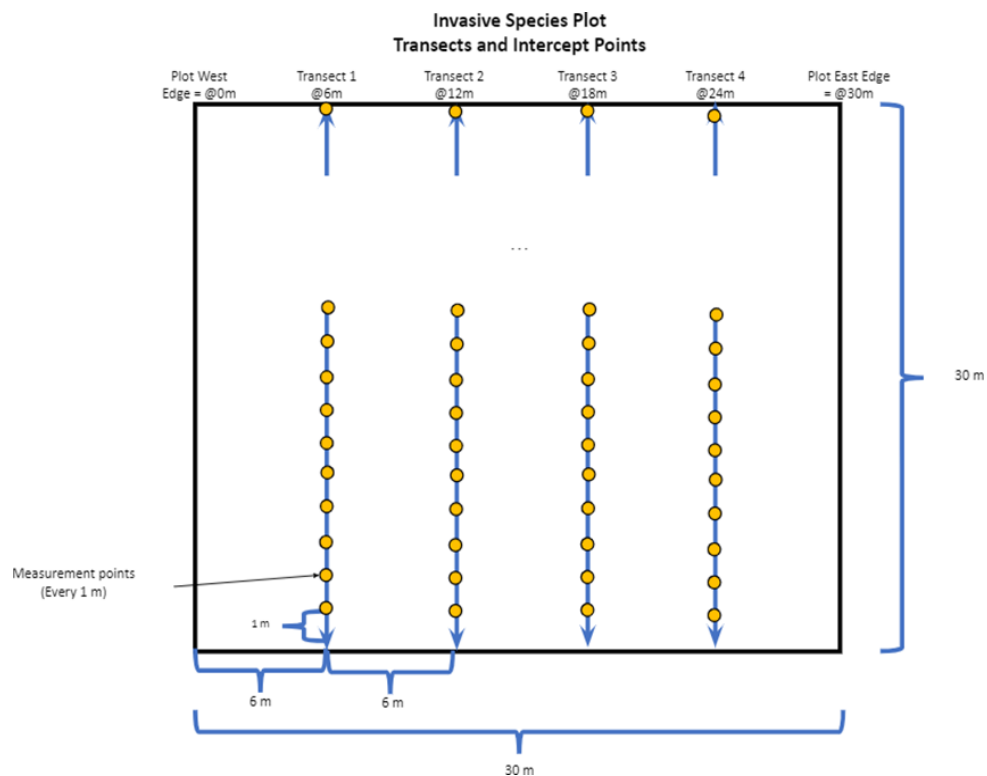 Invasive Species Plot
Transects and Intercept Points
Plot West
Edge = @0m
Transect 1
@6m
Transect 2
@12m
Transect 3
@18m
Transect 4
@24m
Plot East Edge
= @30m
...
30 m
Measurement points
(Every 1 m)
1 m
6 m
6 m
30 m